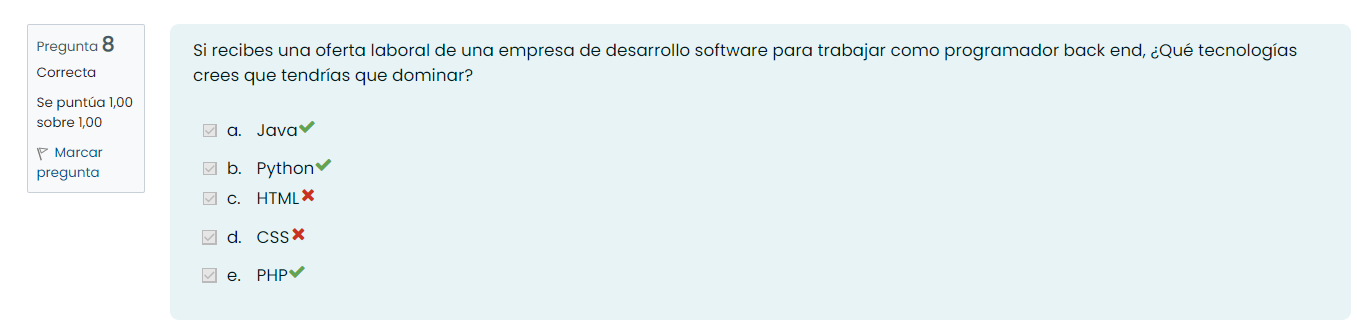 Pregunta 8
Correcta
Se puntúa 1,00
sobre 1,00
Marcar
pregunta
Si recibes una oferta laboral de una empresa de desarrollo software para trabajar como programador back end, ¿Qué tecnologías
crees que tendrías que dominar?
a. Java
b. Python
c. HTML
d. CSS
e. PHP